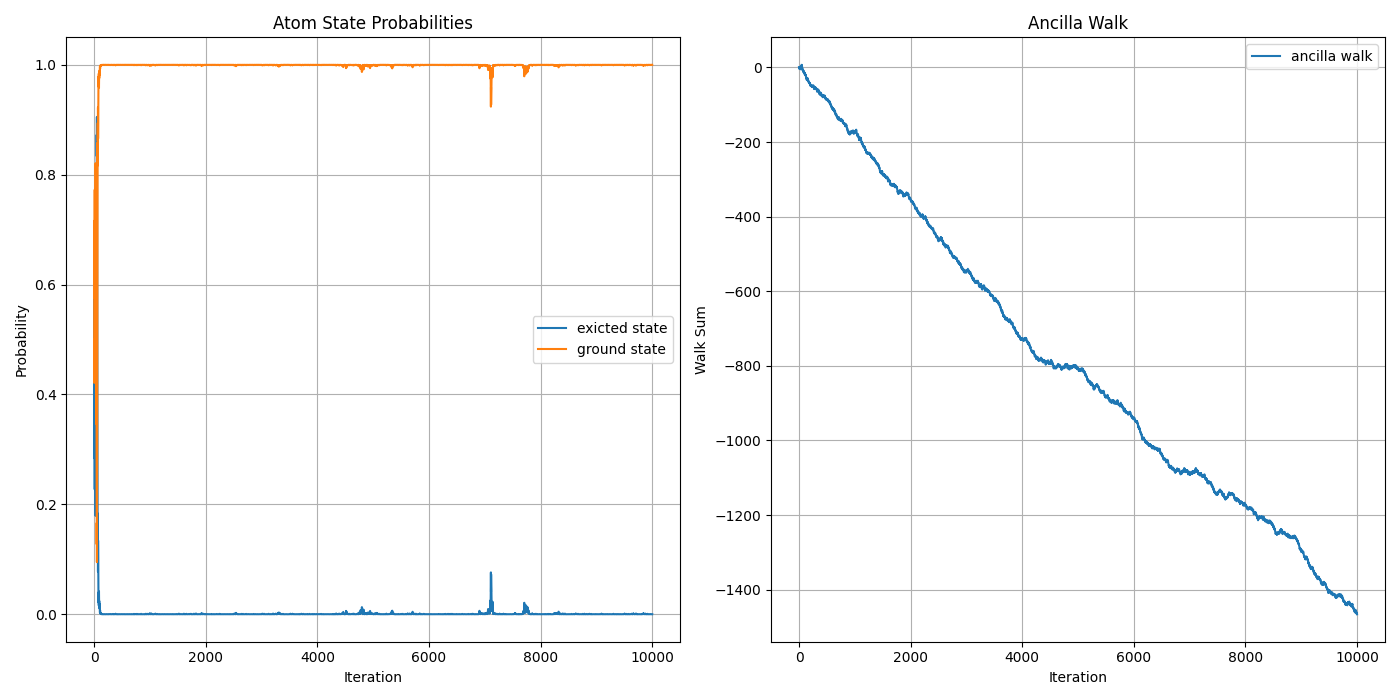 Atom State Probabilities
1.0
0.8
0.6
0.4
0.2
0.0
Probability
exicted state
ground state
0 2000 4000 6000 8000 10000
Iteration
Ancilla Walk
ancilla walk
0
−200
−400
−600
−800
−1000
−1200
−1400
Walk Sum
0 2000 4000 6000 8000 10000
Iteration